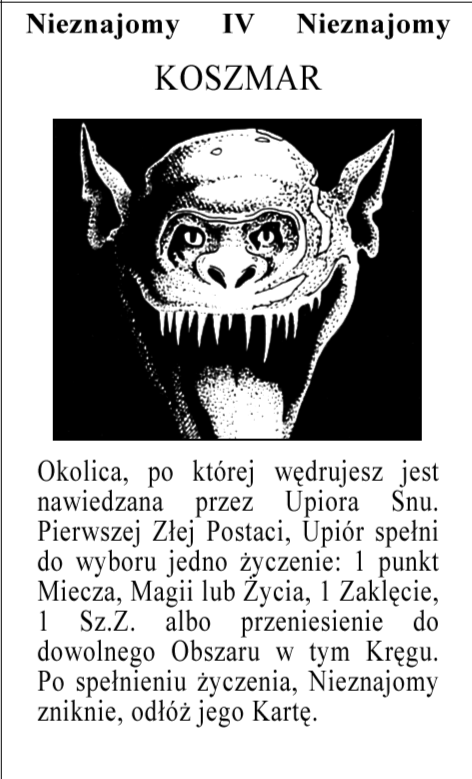 Nieznajomy IV Nieznajomy
KOSZMAR
Okolica, po której wędrujesz jest
nawiedzana przez Upiora Snu.
Pierwszej Złej Postaci, Upiór spełni
do wyboru jedno życzenie: 1 punkt
Miecza, Magii lub Życia, 1 Zaklęcie,
1 Sz.Z. albo przeniesienie do
dowolnego Obszaru w tym Kręgu.
Po spełnieniu życzenia, Nieznajomy
zniknie, odłóż jego Kartę.